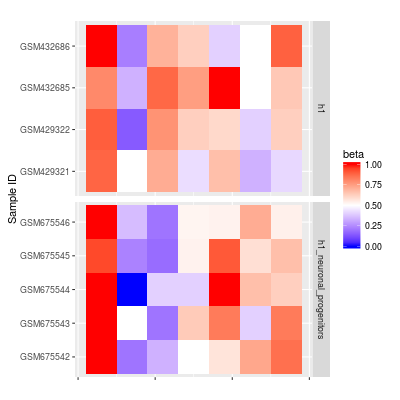 Sample ID
GSM432686
GSM432685
GSM429322
GSM429321
h1
GSM675546
GSM675545
GSM675544
GSM675543
GSM675542
h1_neuronal_progenitors
beta
1.00
0.75
0.50
0.25
0.00